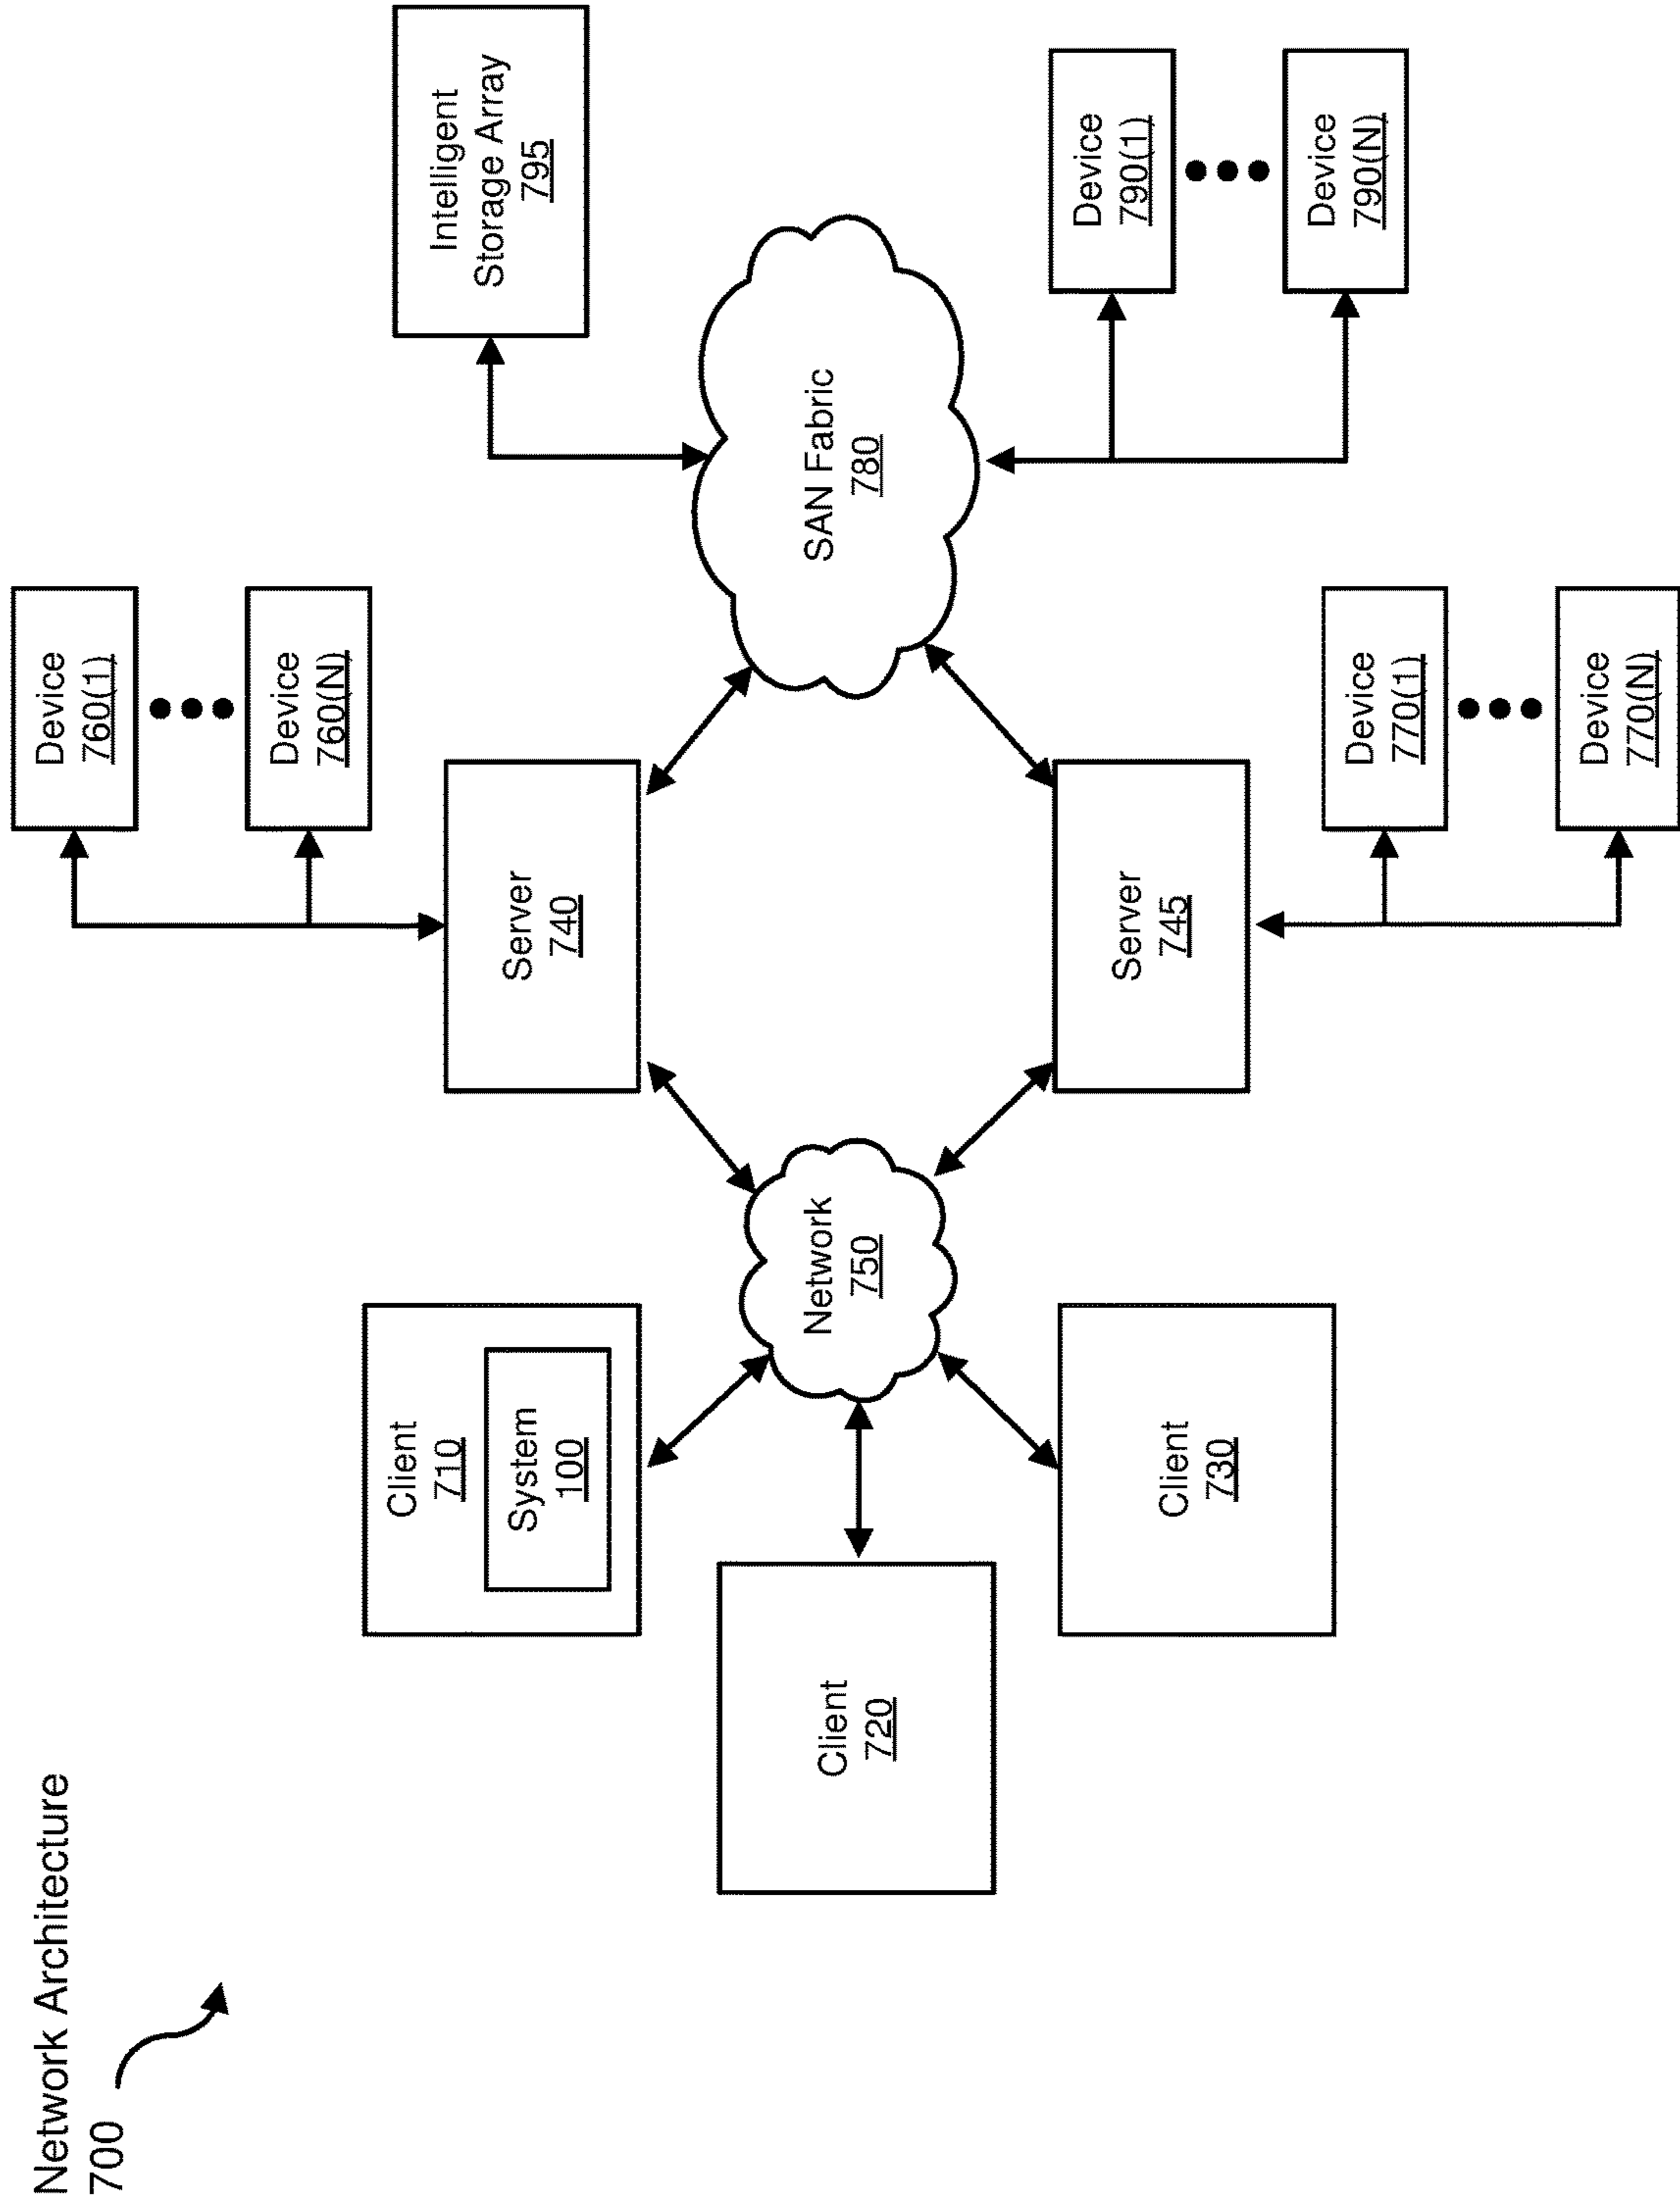 Network Architecture
700
Client
710
System
100
Client
720
Client
730
Network
750
Server
740
Server
745
Device
760(1)
Device
760(N)
Device
770(1)
Device
770(N)
SAN Fabric
780
Intelligent
Storage Array
795
Device
790(1)
Device
790(N)